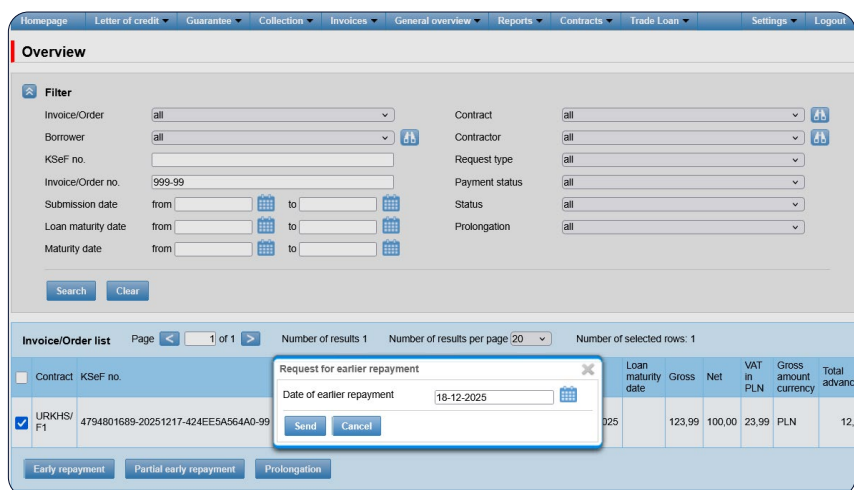 Homepage Letter of credit Guarantee Collection Invoices General overview Reports Contracts Trade Loan Settings Logout
Overview
Filter
Invoice/Order all Contract all
Borrower all Contractor all
KSeF no. Request type all
Invoice/Order no. 999-99 Payment status all
Submission date from to Status all
Loan maturity date from to Prolongation all
Maturity date from to
Search Clear
Invoice/Order list Page < 1 of 1 > Number of results 1 Number of results per page 20 Number of selected rows: 1
Request for earlier repayment
Date of earlier repayment 18-12-2025
Send Cancel
Contract KSeF no. Loan maturity date Gross Net VAT in PLN Gross amount currency Total advanc
URKHS/F1 4794801689-20251217-424EE5A564A0-99 025 123,99 100,00 23,99 PLN 12,
Early repayment Partial early repayment Prolongation